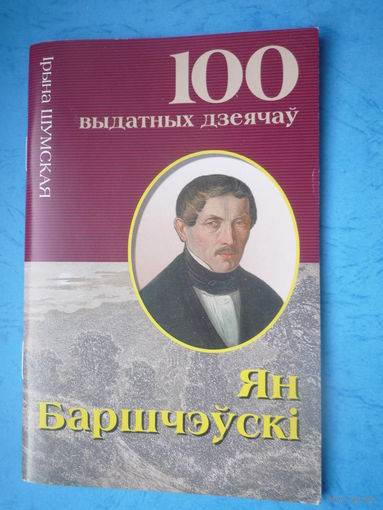 Ірына ШУМСКАЯ
100
выдатных дзеячаў
Ян
Баршчэўскі